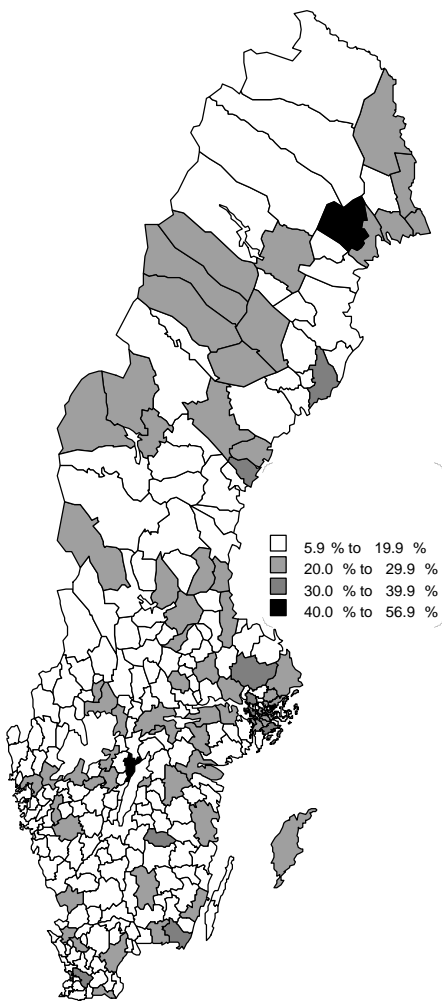 5.9 % to 19.9 %
20.0 % to 29.9 %
30.0 % to 39.9 %
40.0 % to 56.9 %